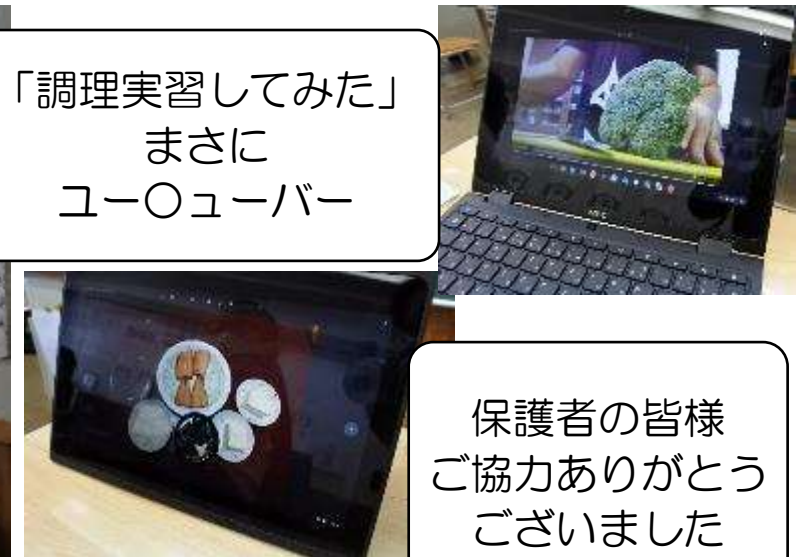 「調理実習してみた」
まさに
ユー〇ューバー
保護者の皆様
ご協力ありがとう
ございました